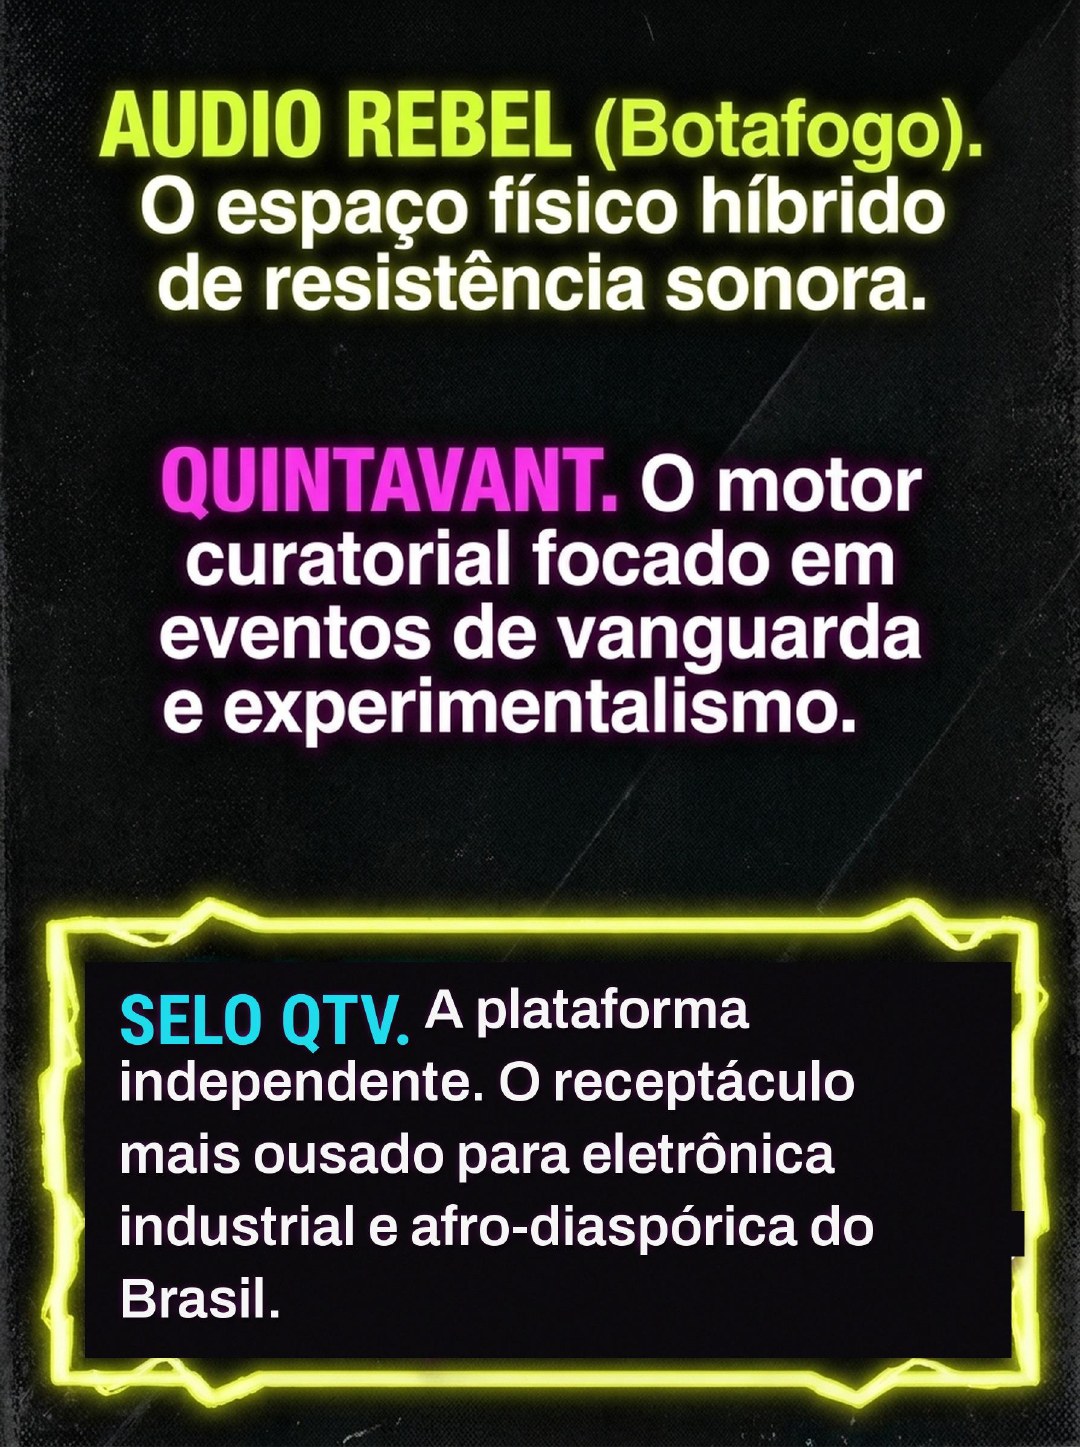 AUDIO REBEL (Botafogo).
O espaço físico híbrido
de resistência sonora.
QUINTAVANT. O motor
curatorial focado em
eventos de vanguarda
e experimentalismo.
SELO QTV. A plataforma
independente. O receptáculo
mais ousado para eletrônica
industrial e afro-diaspórica do
Brasil.